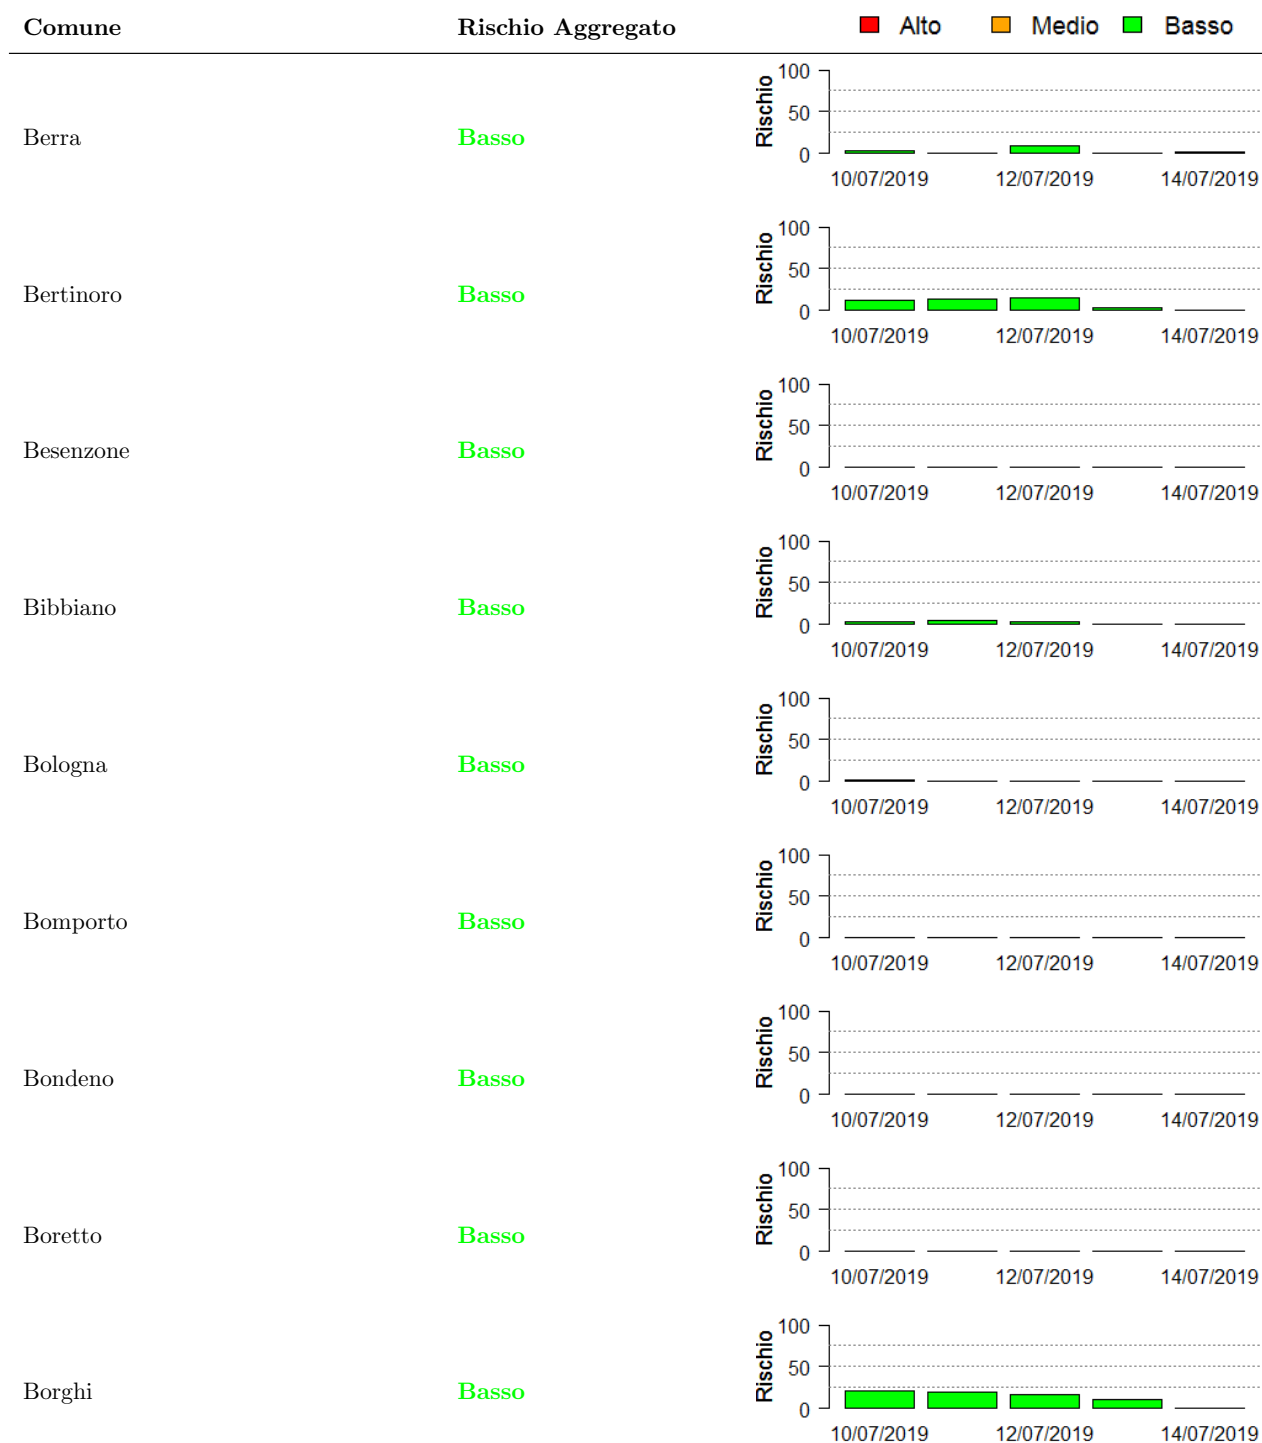 Comune Rischio Aggregato Alto Medio Basso
Berra Basso Rischio 100 50 0
10/07/2019 12/07/2019 14/07/2019
Bertinoro Basso Rischio 100 50 0
10/07/2019 12/07/2019 14/07/2019
Besenzone Basso Rischio 100 50 0
10/07/2019 12/07/2019 14/07/2019
Bibbiano Basso Rischio 100 50 0
10/07/2019 12/07/2019 14/07/2019
Bologna Basso Rischio 100 50 0
10/07/2019 12/07/2019 14/07/2019
Bomporto Basso Rischio 100 50 0
10/07/2019 12/07/2019 14/07/2019
Bondeno Basso Rischio 100 50 0
10/07/2019 12/07/2019 14/07/2019
Boretto Basso Rischio 100 50 0
10/07/2019 12/07/2019 14/07/2019
Borghi Basso Rischio 100 50 0
10/07/2019 12/07/2019 14/07/2019